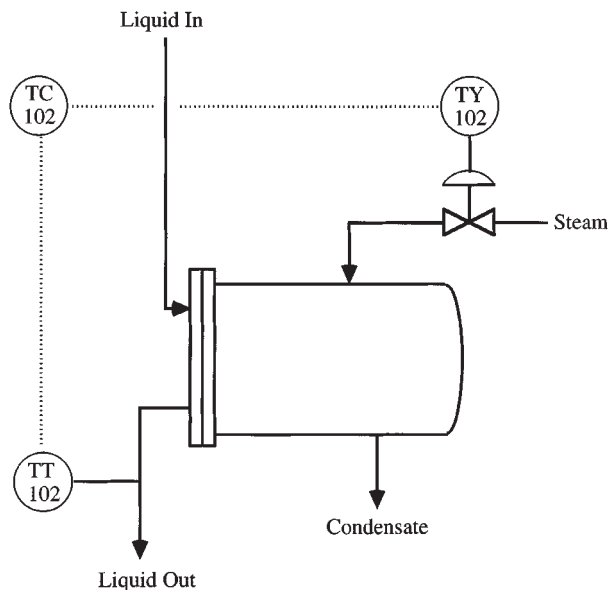 Liquid In
TC
102
TY
102
Steam
TT
102
Condensate
Liquid Out